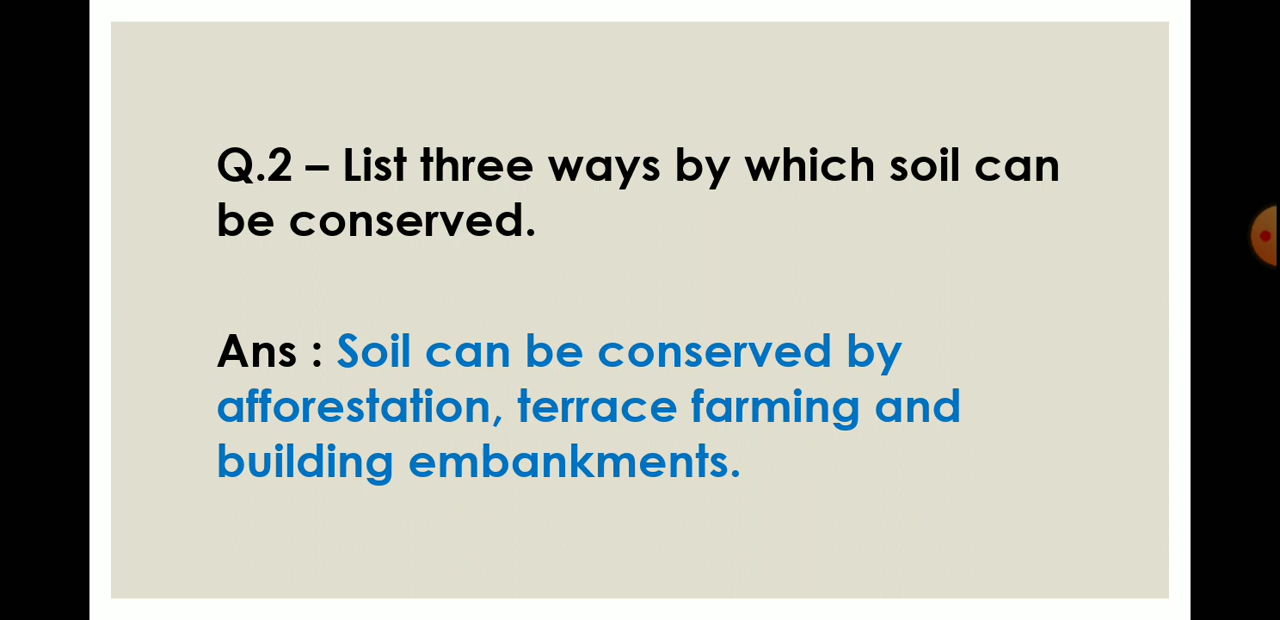 Q.2 – List three ways by which soil can
be conserved.
Ans : Soil can be conserved by
afforestation, terrace farming and
building embankments.